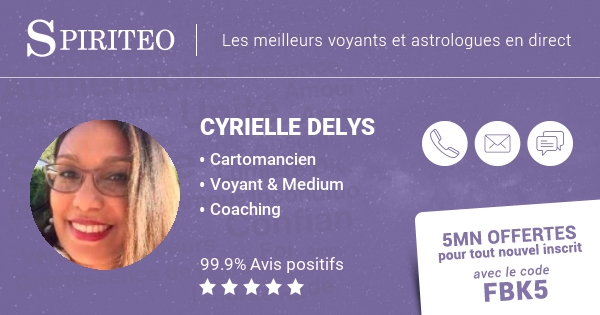 SPIRITEO
Les meilleurs voyants et astrologues en direct
CYRIELLE DELYS
• Cartomancien
• Voyant & Medium
• Coaching
99.9% Avis positifs
5MN OFFERTES
pour tout nouvel inscrit
avec le code
FBK5